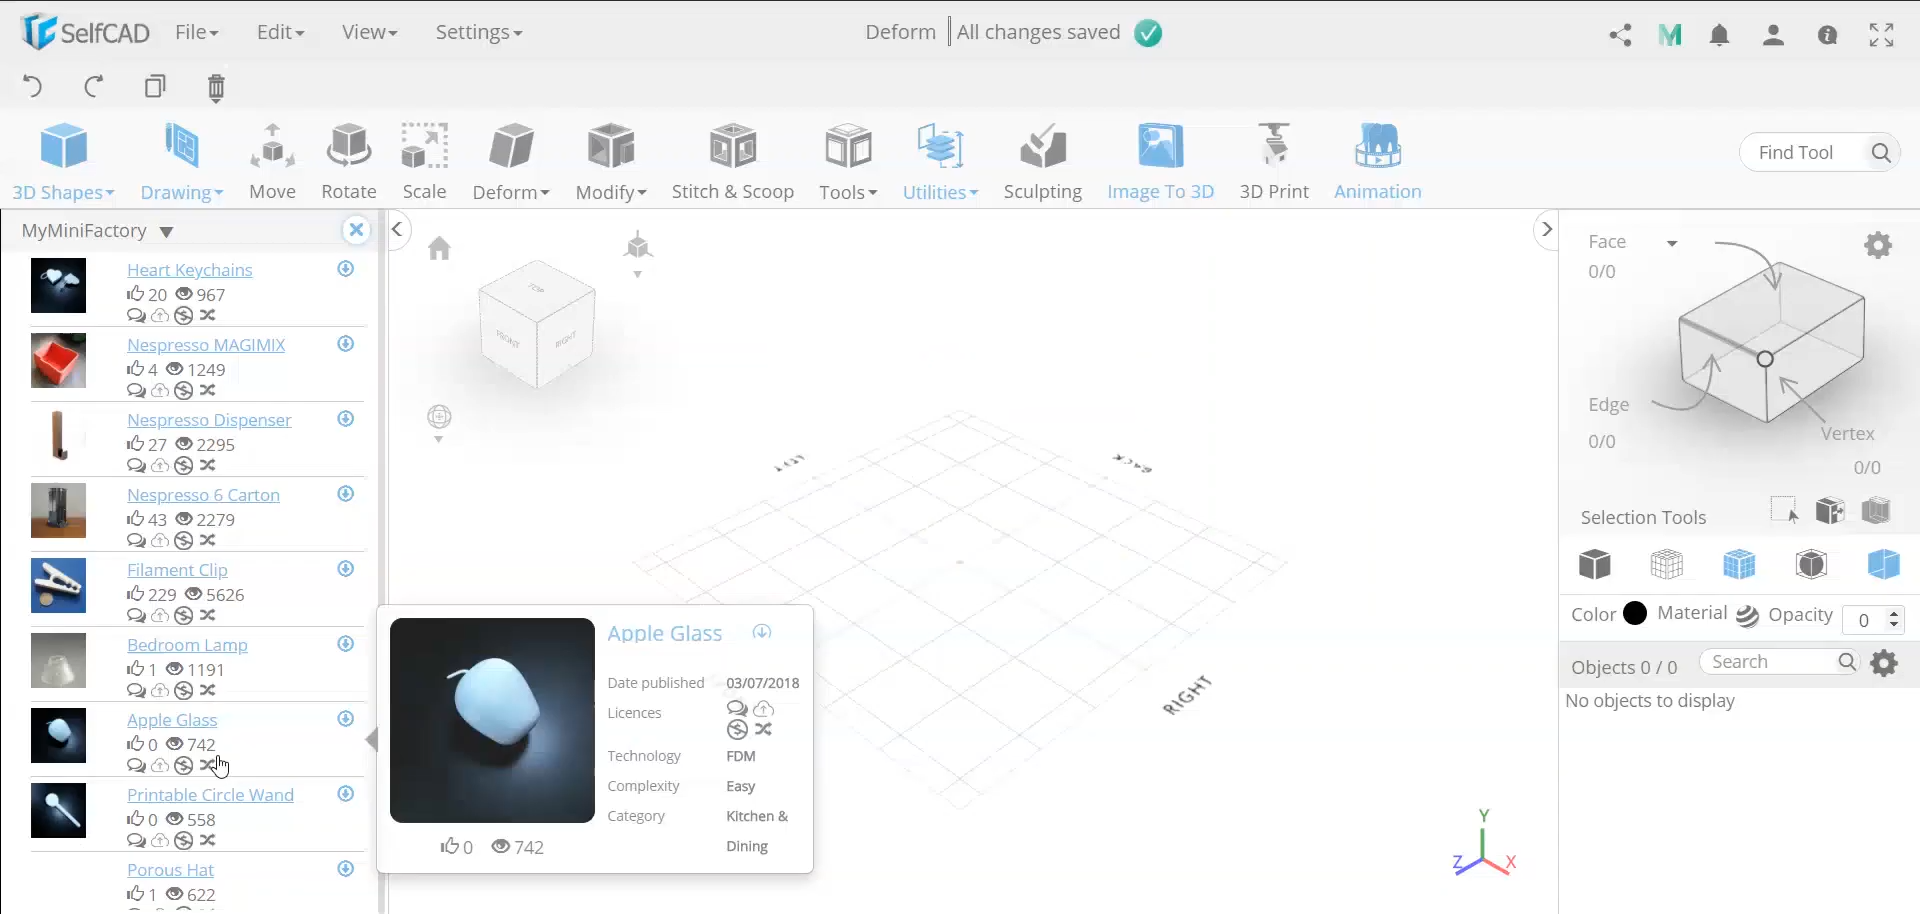 SelfCAD File Edit View Settings Deform All changes saved
3D Shapes Drawing Move Rotate Scale Deform Modify Stitch & Scoop Tools Utilities Sculpting Image To 3D 3D Print Animation Find Tool
MyMiniFactory
Heart Keychains
20 967
Nespresso MAGIMIX
4 1249
Nespresso Dispenser
27 2295
Nespresso 6 Carton
43 2279
Filament Clip
229 5626
Bedroom Lamp
1 1191
Apple Glass
0 742
Printable Circle Wand
0 558
Porous Hat
1 622
Apple Glass
Date published 03/07/2018
Licences
Technology FDM
Complexity Easy
Category Kitchen &
Dining
0 742
TOP
FRONT RIGHT
LEFT BACK
RIGHT
Y
Z X
Face
0/0
Edge
0/0
Vertex
0/0
Selection Tools
Color Material Opacity 0
Objects 0 / 0 Search
No objects to display